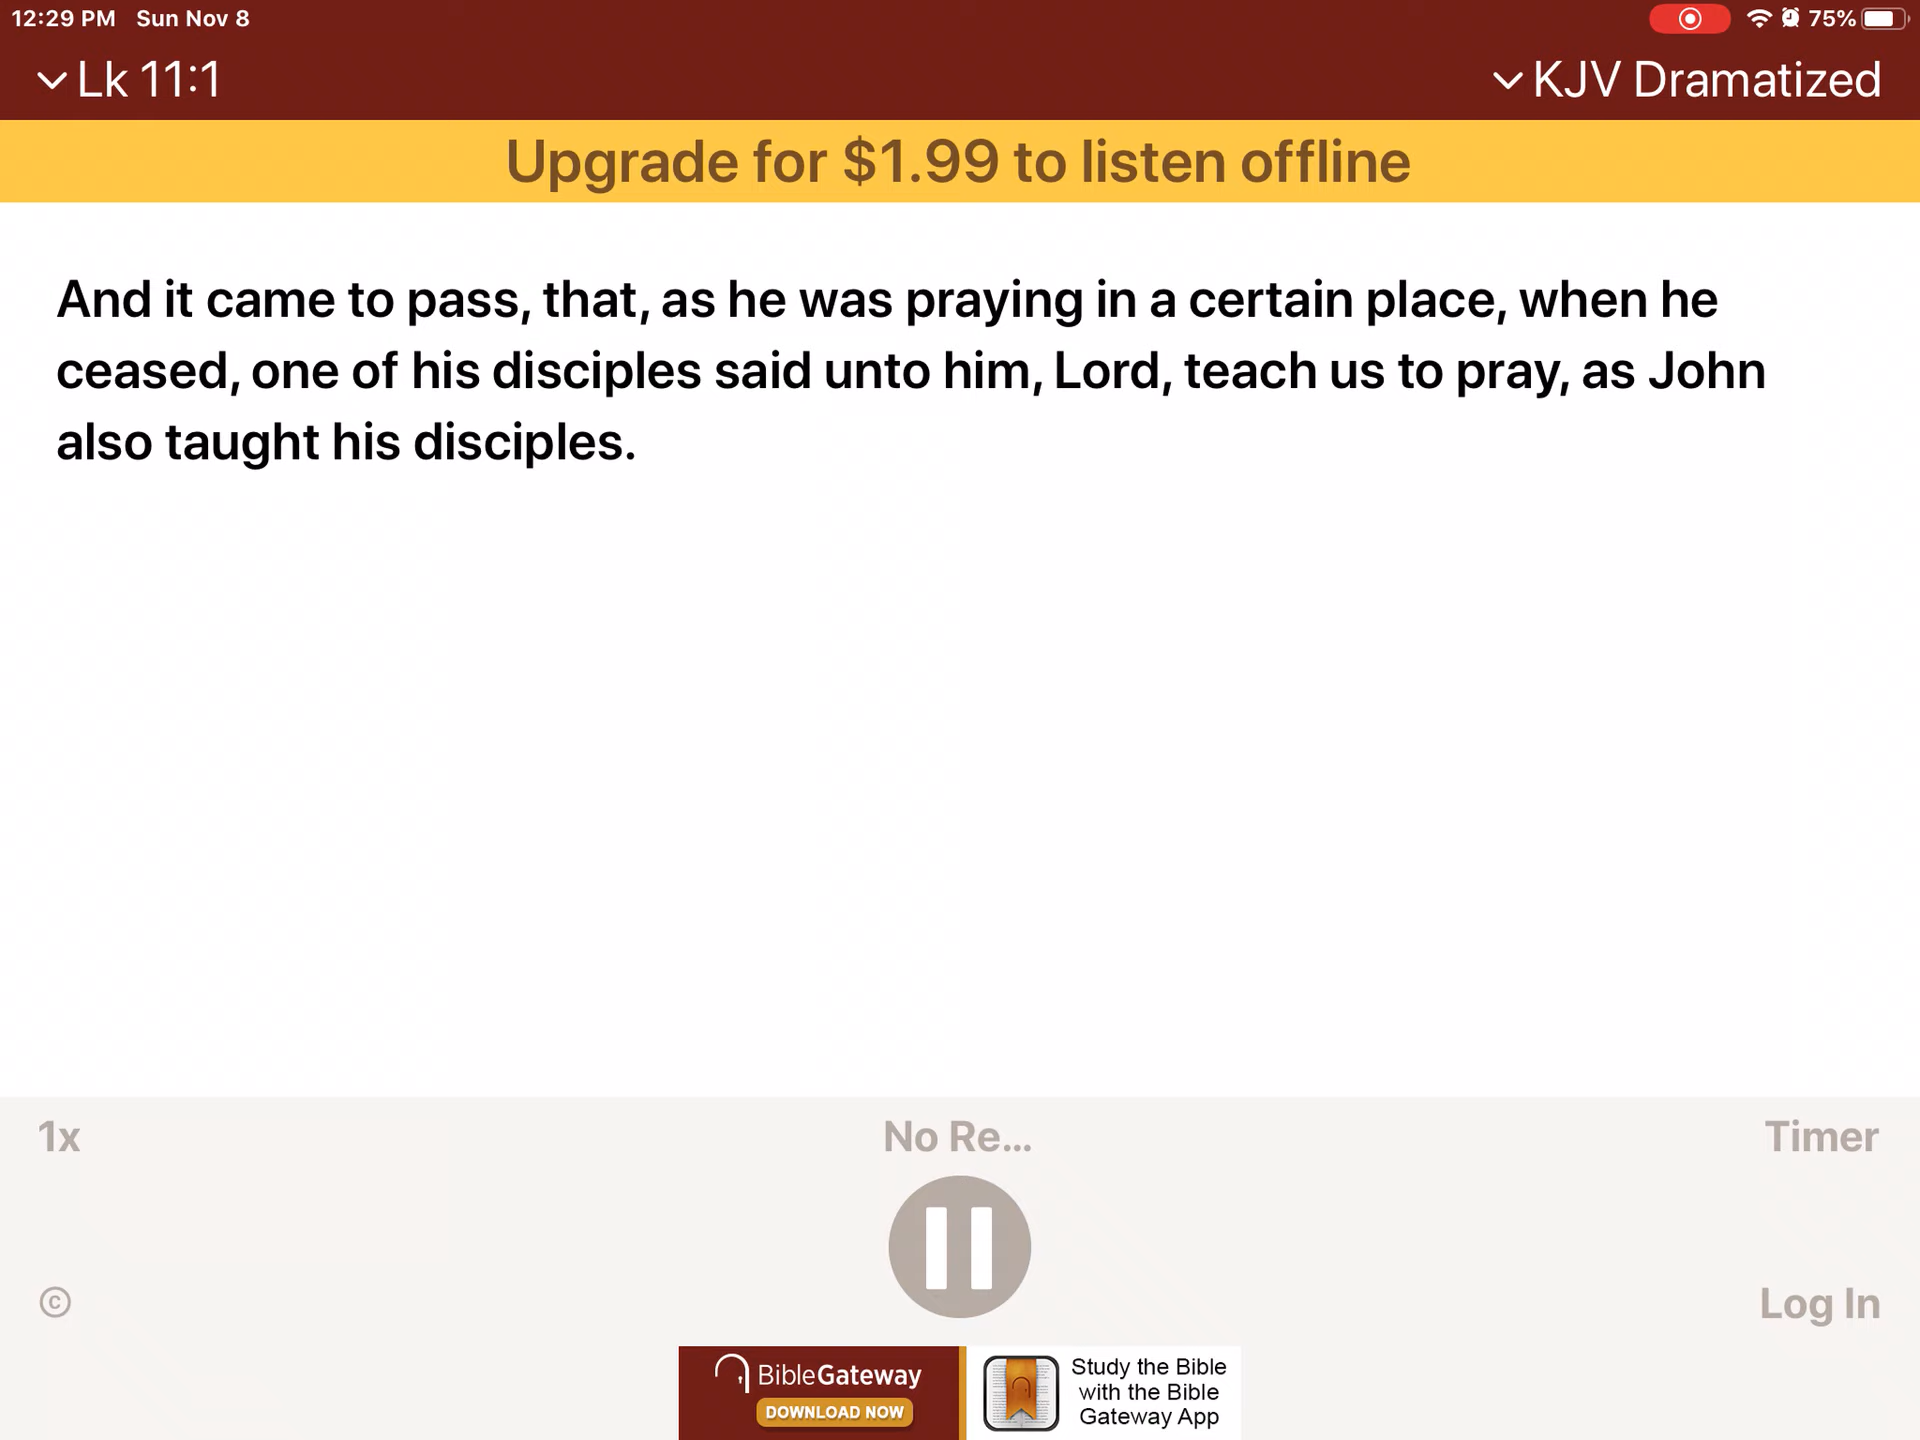 12:29 PM Sun Nov 8
75%
Lk 11:1
KJV Dramatized
Upgrade for $1.99 to listen offline
And it came to pass, that, as he was praying in a certain place, when he
ceased, one of his disciples said unto him, Lord, teach us to pray, as John
also taught his disciples.
1x
No Re...
Timer
©
Log In
BibleGateway
DOWNLOAD NOW
Study the Bible
with the Bible
Gateway App